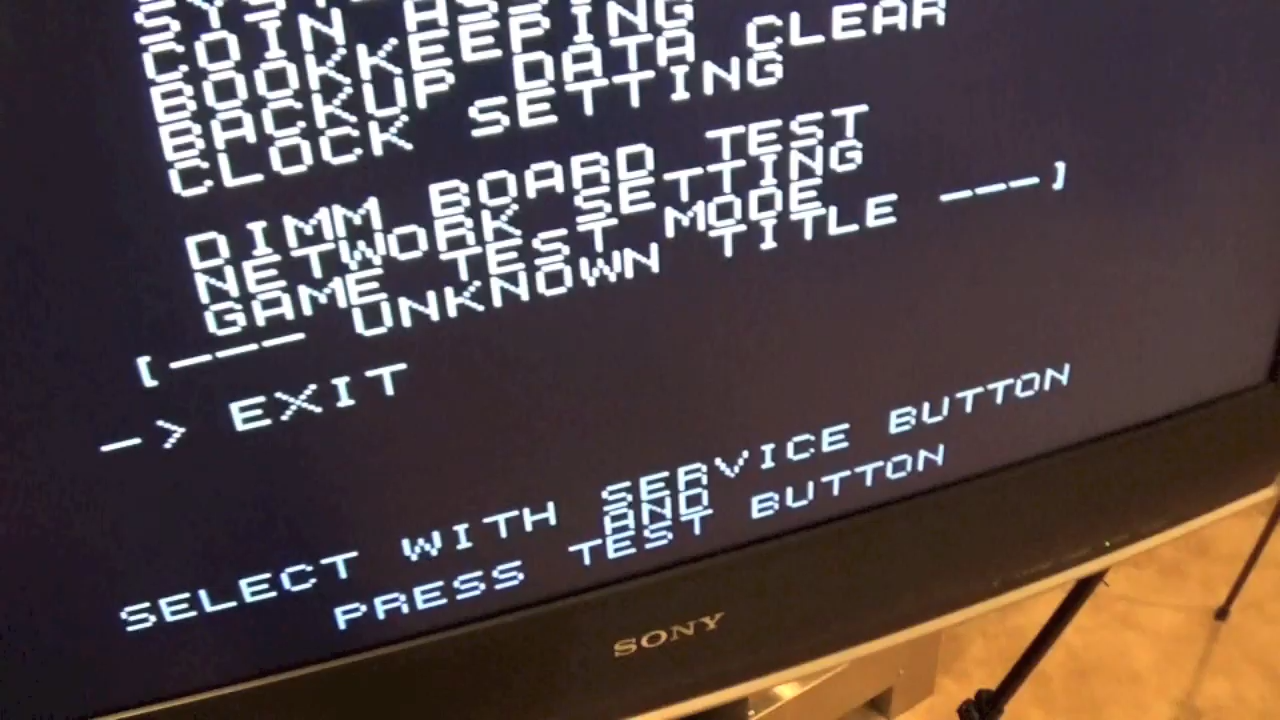 COIN
BOOKKEEPING
BACKUP DATA CLEAR
CLOCK SETTING
DIMM BOARD TEST
NETWORK SETTING
GAME TEST MODE
[--- UNKNOWN TITLE ---]
-> EXIT
SELECT WITH SERVICE BUTTON
AND
PRESS TEST BUTTON
SONY